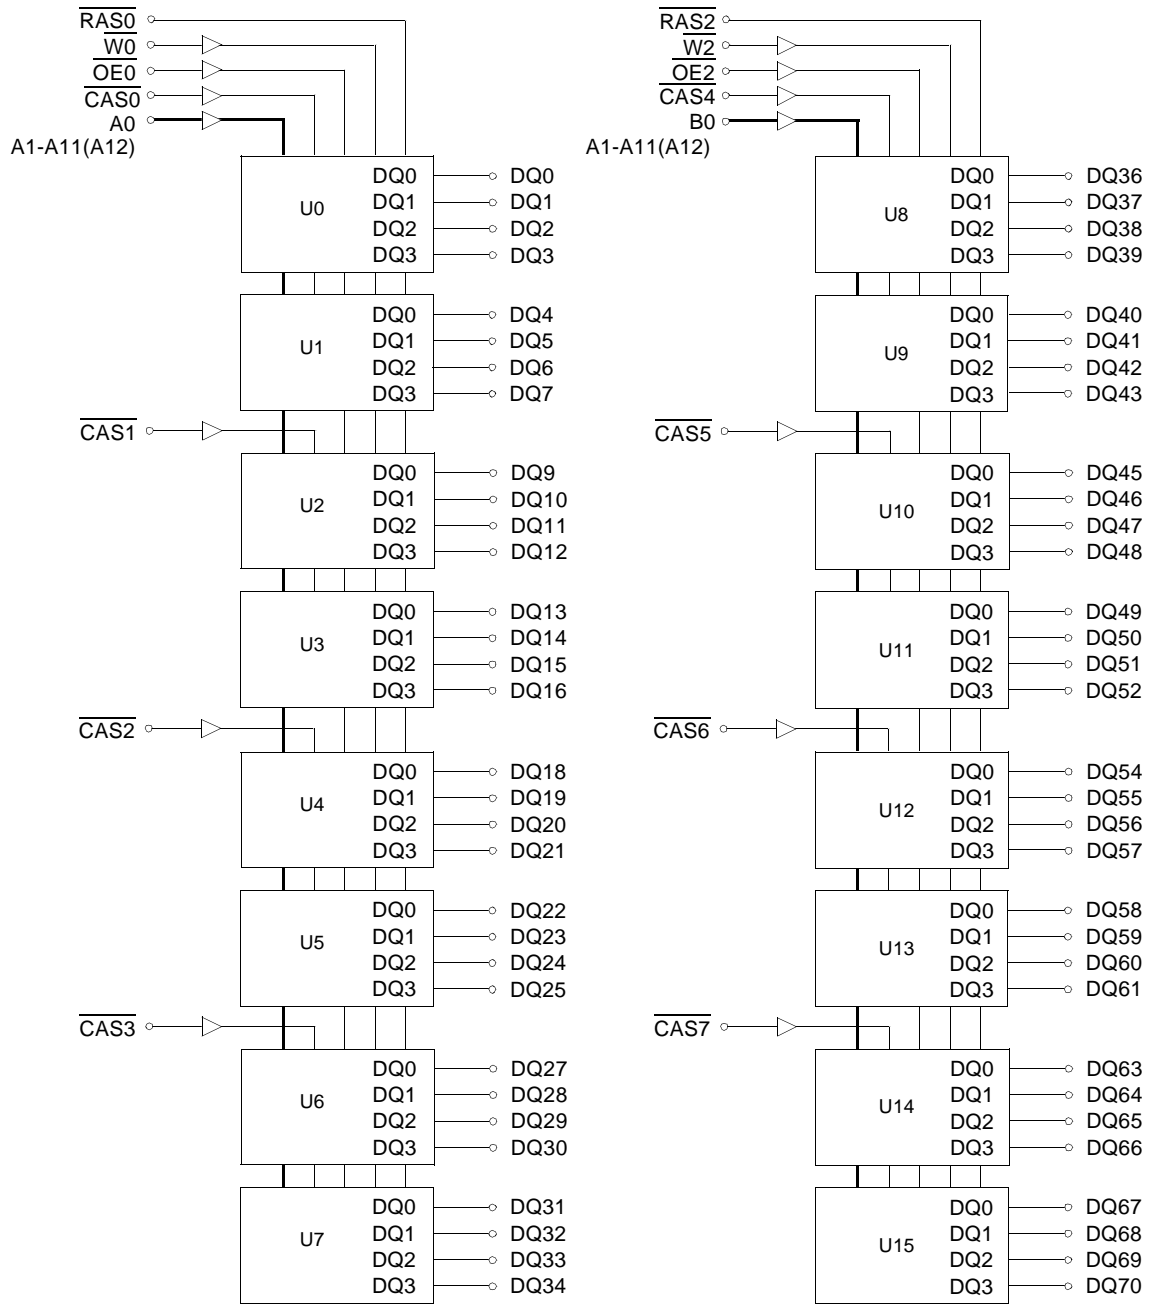 RAS0
W0
OE0
CAS0
A0
A1-A11(A12)
U0
DQ0 DQ0
DQ1 DQ1
DQ2 DQ2
DQ3 DQ3
U1
DQ0 DQ4
DQ1 DQ5
DQ2 DQ6
DQ3 DQ7
CAS1
U2
DQ0 DQ9
DQ1 DQ10
DQ2 DQ11
DQ3 DQ12
U3
DQ0 DQ13
DQ1 DQ14
DQ2 DQ15
DQ3 DQ16
CAS2
U4
DQ0 DQ18
DQ1 DQ19
DQ2 DQ20
DQ3 DQ21
U5
DQ0 DQ22
DQ1 DQ23
DQ2 DQ24
DQ3 DQ25
CAS3
U6
DQ0 DQ27
DQ1 DQ28
DQ2 DQ29
DQ3 DQ30
U7
DQ0 DQ31
DQ1 DQ32
DQ2 DQ33
DQ3 DQ34
RAS2
W2
OE2
CAS4
B0
A1-A11(A12)
U8
DQ0 DQ36
DQ1 DQ37
DQ2 DQ38
DQ3 DQ39
U9
DQ0 DQ40
DQ1 DQ41
DQ2 DQ42
DQ3 DQ43
CAS5
U10
DQ0 DQ45
DQ1 DQ46
DQ2 DQ47
DQ3 DQ48
U11
DQ0 DQ49
DQ1 DQ50
DQ2 DQ51
DQ3 DQ52
CAS6
U12
DQ0 DQ54
DQ1 DQ55
DQ2 DQ56
DQ3 DQ57
U13
DQ0 DQ58
DQ1 DQ59
DQ2 DQ60
DQ3 DQ61
CAS7
U14
DQ0 DQ63
DQ1 DQ64
DQ2 DQ65
DQ3 DQ66
U15
DQ0 DQ67
DQ1 DQ68
DQ2 DQ69
DQ3 DQ70